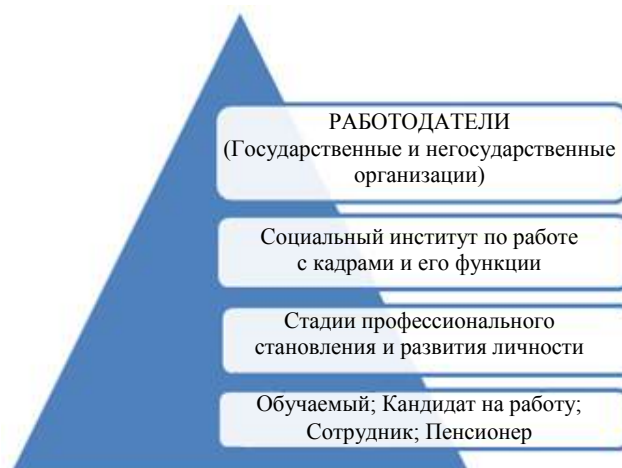 РАБОТОДАТЕЛИ
(Государственные и негосударственные
организации)
Социальный институт по работе
с кадрами и его функции
Стадии профессионального
становления и развития личности
Обучаемый; Кандидат на работу;
Сотрудник; Пенсионер